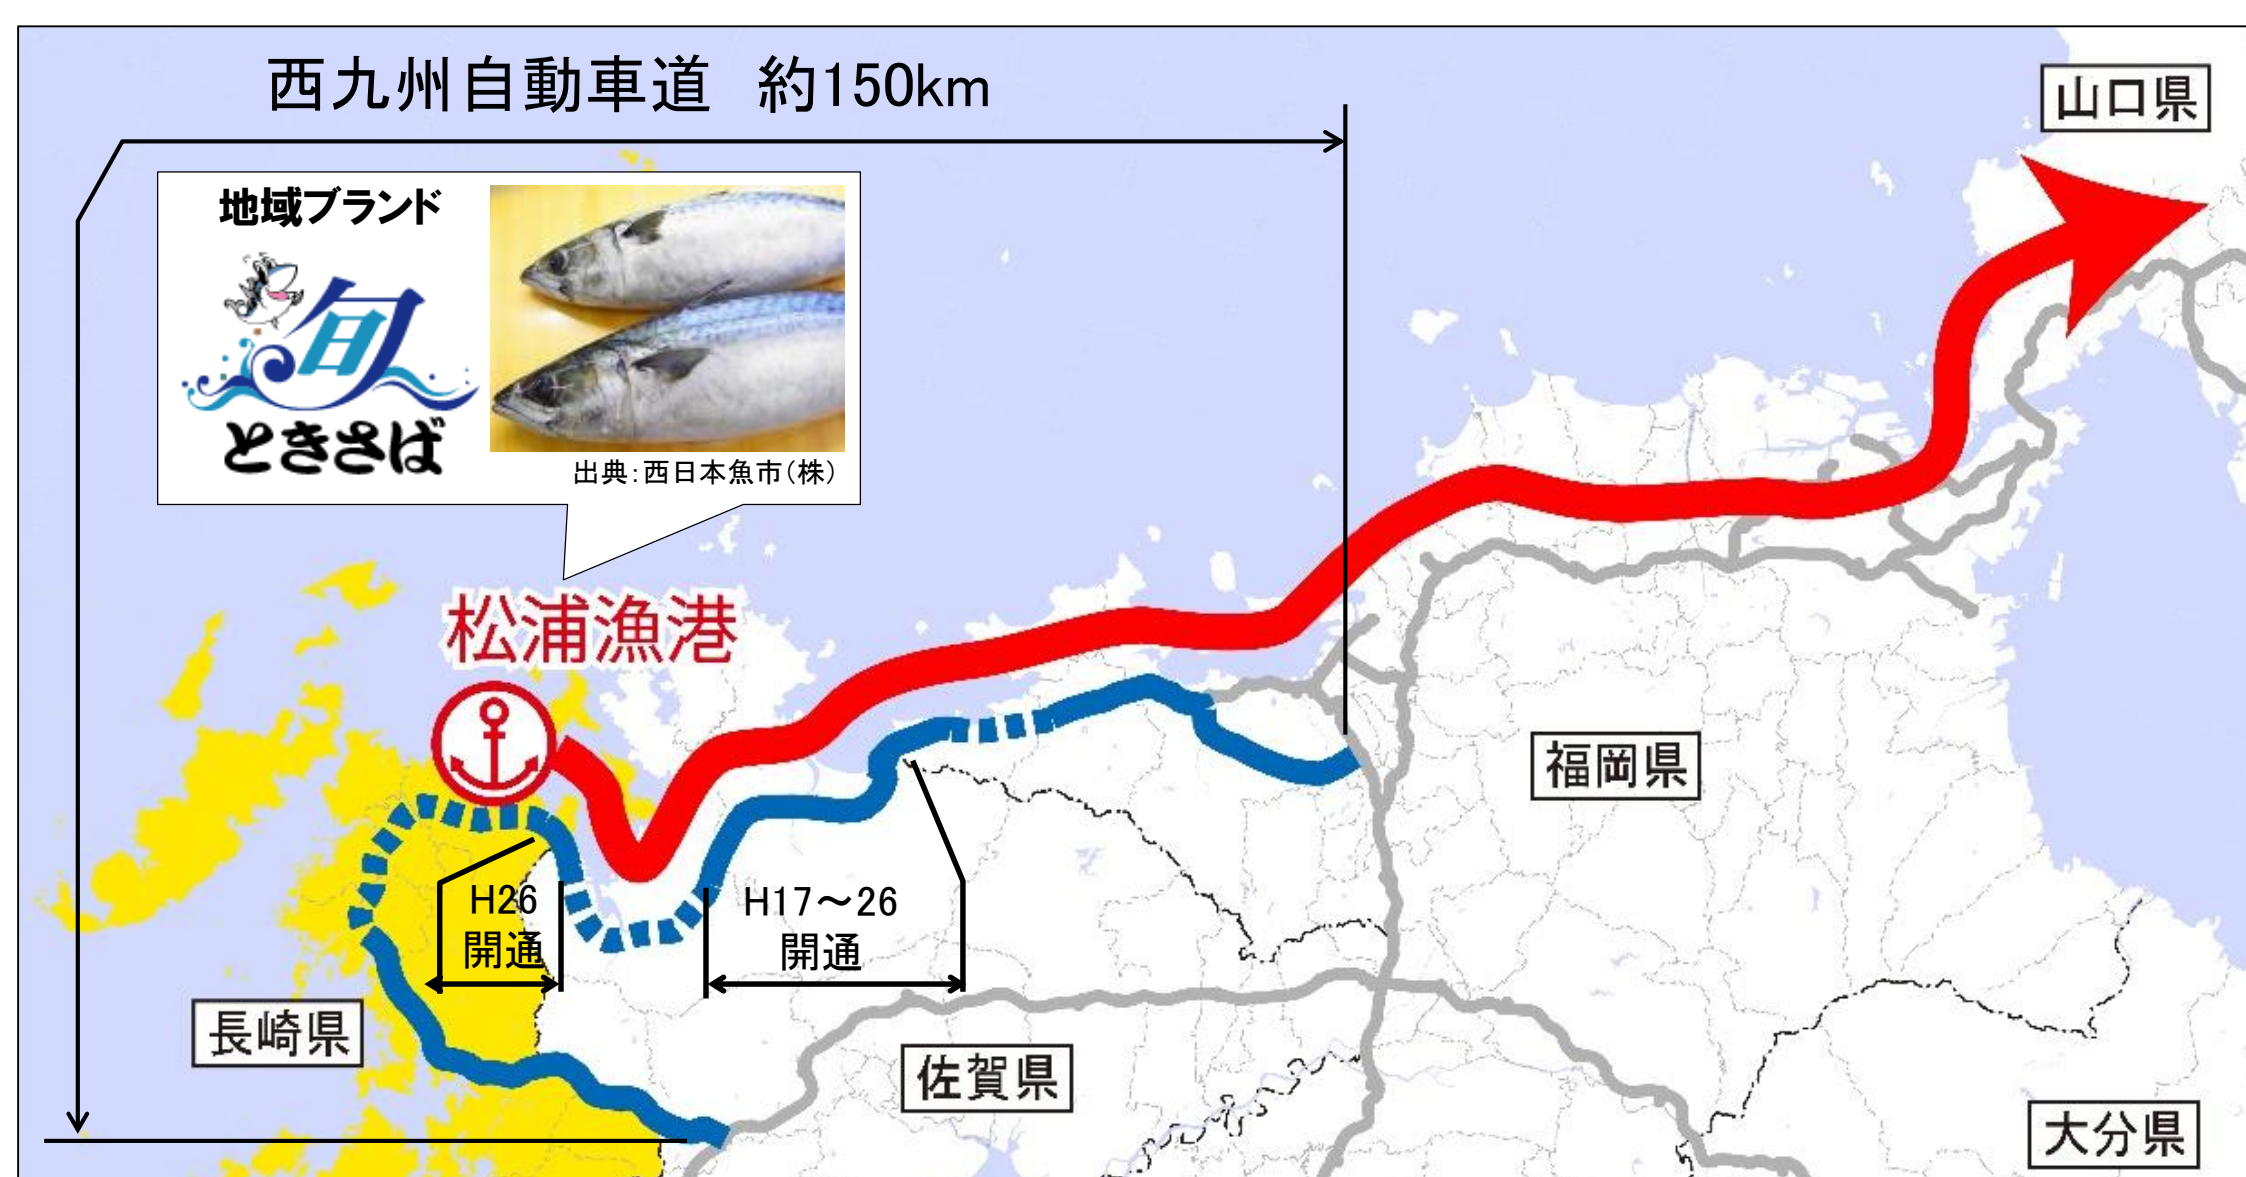 西九州自動車道　約150km
山口県
地域ブランド
旬
ときさば
出典：西日本魚市（株）
松浦漁港
福岡県
H26
開通
H17～26
開通
長崎県
佐賀県
大分県